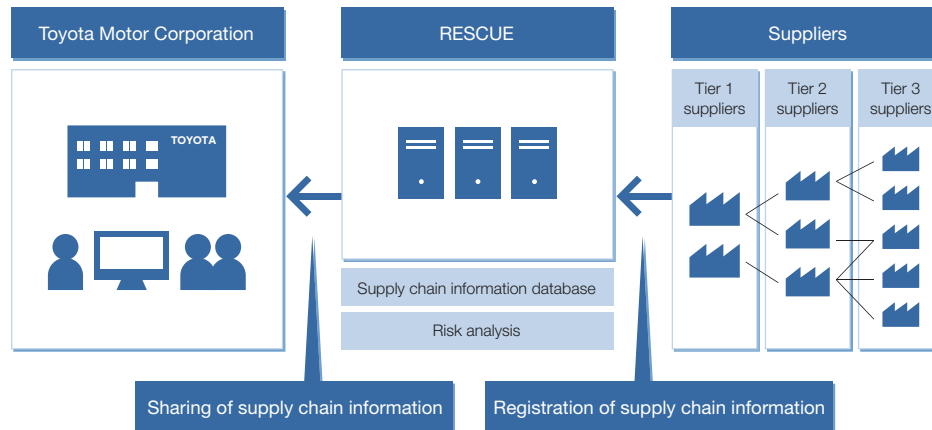 Toyota Motor Corporation
RESCUE
Suppliers
Tier 1
suppliers
Tier 2
suppliers
Tier 3
suppliers
TOYOTA
Supply chain information database
Risk analysis
Sharing of supply chain information
Registration of supply chain information